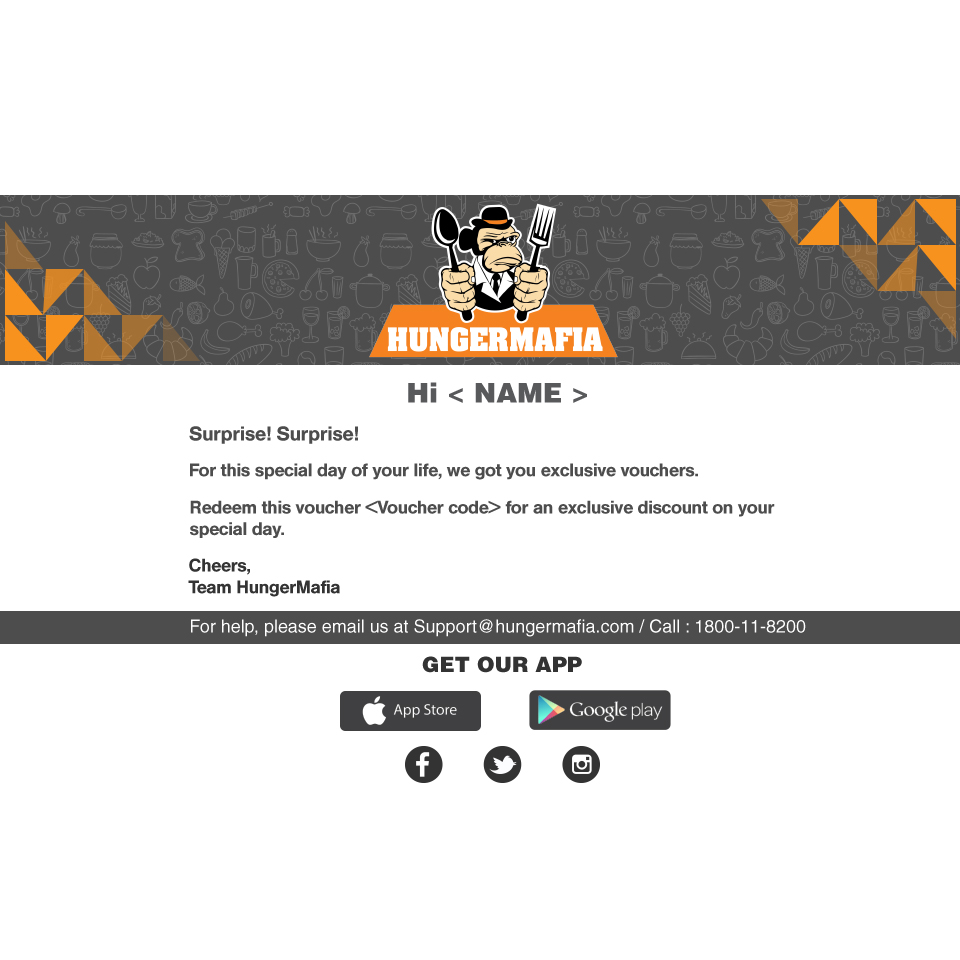 HUNGERMAFIA
Hi < NAME >
Surprise! Surprise!
For this special day of your life, we got you exclusive vouchers.
Redeem this voucher <Voucher code> for an exclusive discount on your
special day.
Cheers,
Team HungerMafia
For help, please email us at Support@hungermafia.com / Call : 1800-11-8200
GET OUR APP
App Store
Google play